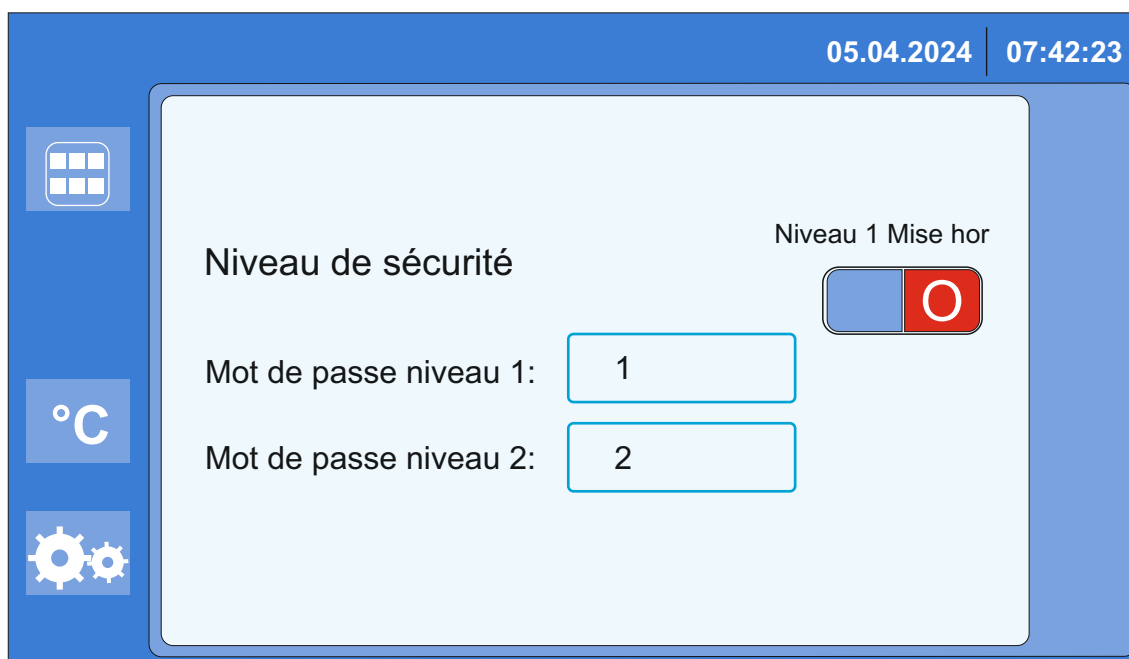 05.04.2024 07:42:23
Niveau 1 Mise hor
Niveau de sécurité
O
Mot de passe niveau 1: 1
°C
Mot de passe niveau 2: 2